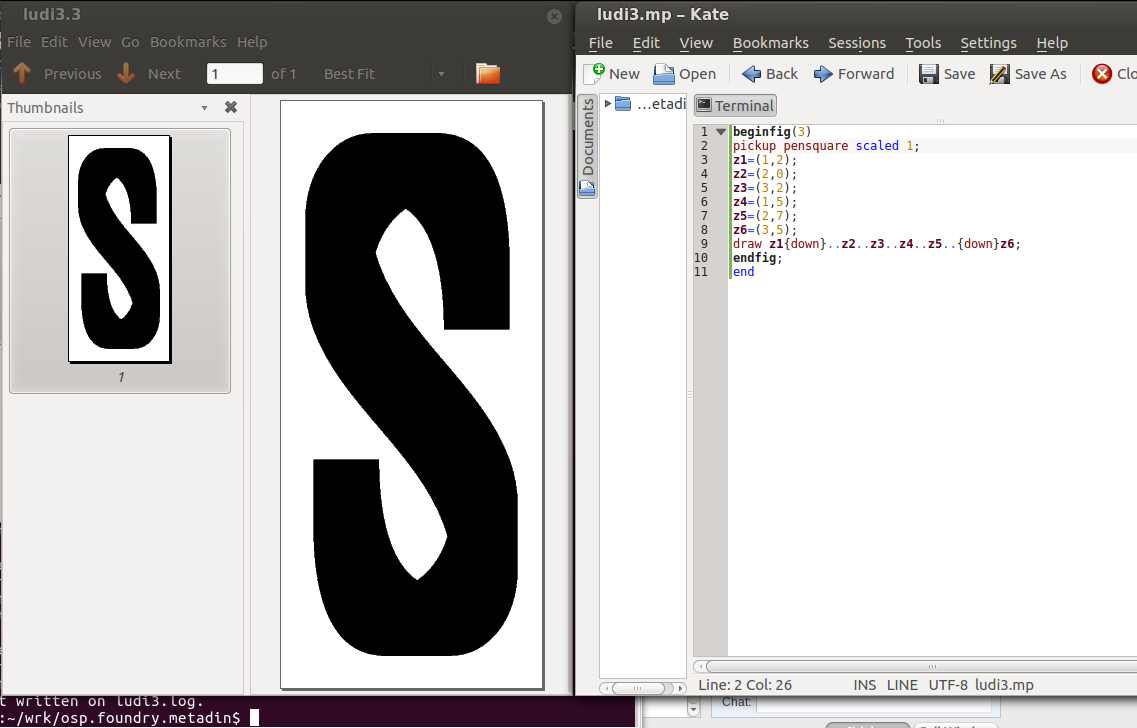 ludi3.3
File Edit View Go Bookmarks Help
Previous Next 1 of 1 Best Fit
Thumbnails
1
S
S
t written on ludi3.log.
:~/wrk/osp.foundry.metadin$
ludi3.mp – Kate
File Edit View Bookmarks Sessions Tools Settings Help
New Open Back Forward Save Save As Clo
Documents
...etadi
Terminal
1 beginfig(3)
2 pickup pensquare scaled 1;
3 z1=(1,2);
4 z2=(2,0);
5 z3=(3,2);
6 z4=(1,5);
7 z5=(2,7);
8 z6=(3,5);
9 draw z1{down}..z2..z3..z4..z5..{down}z6;
10 endfig;
11 end
Line: 2 Col: 26 INS LINE UTF-8 ludi3.mp
Chat: